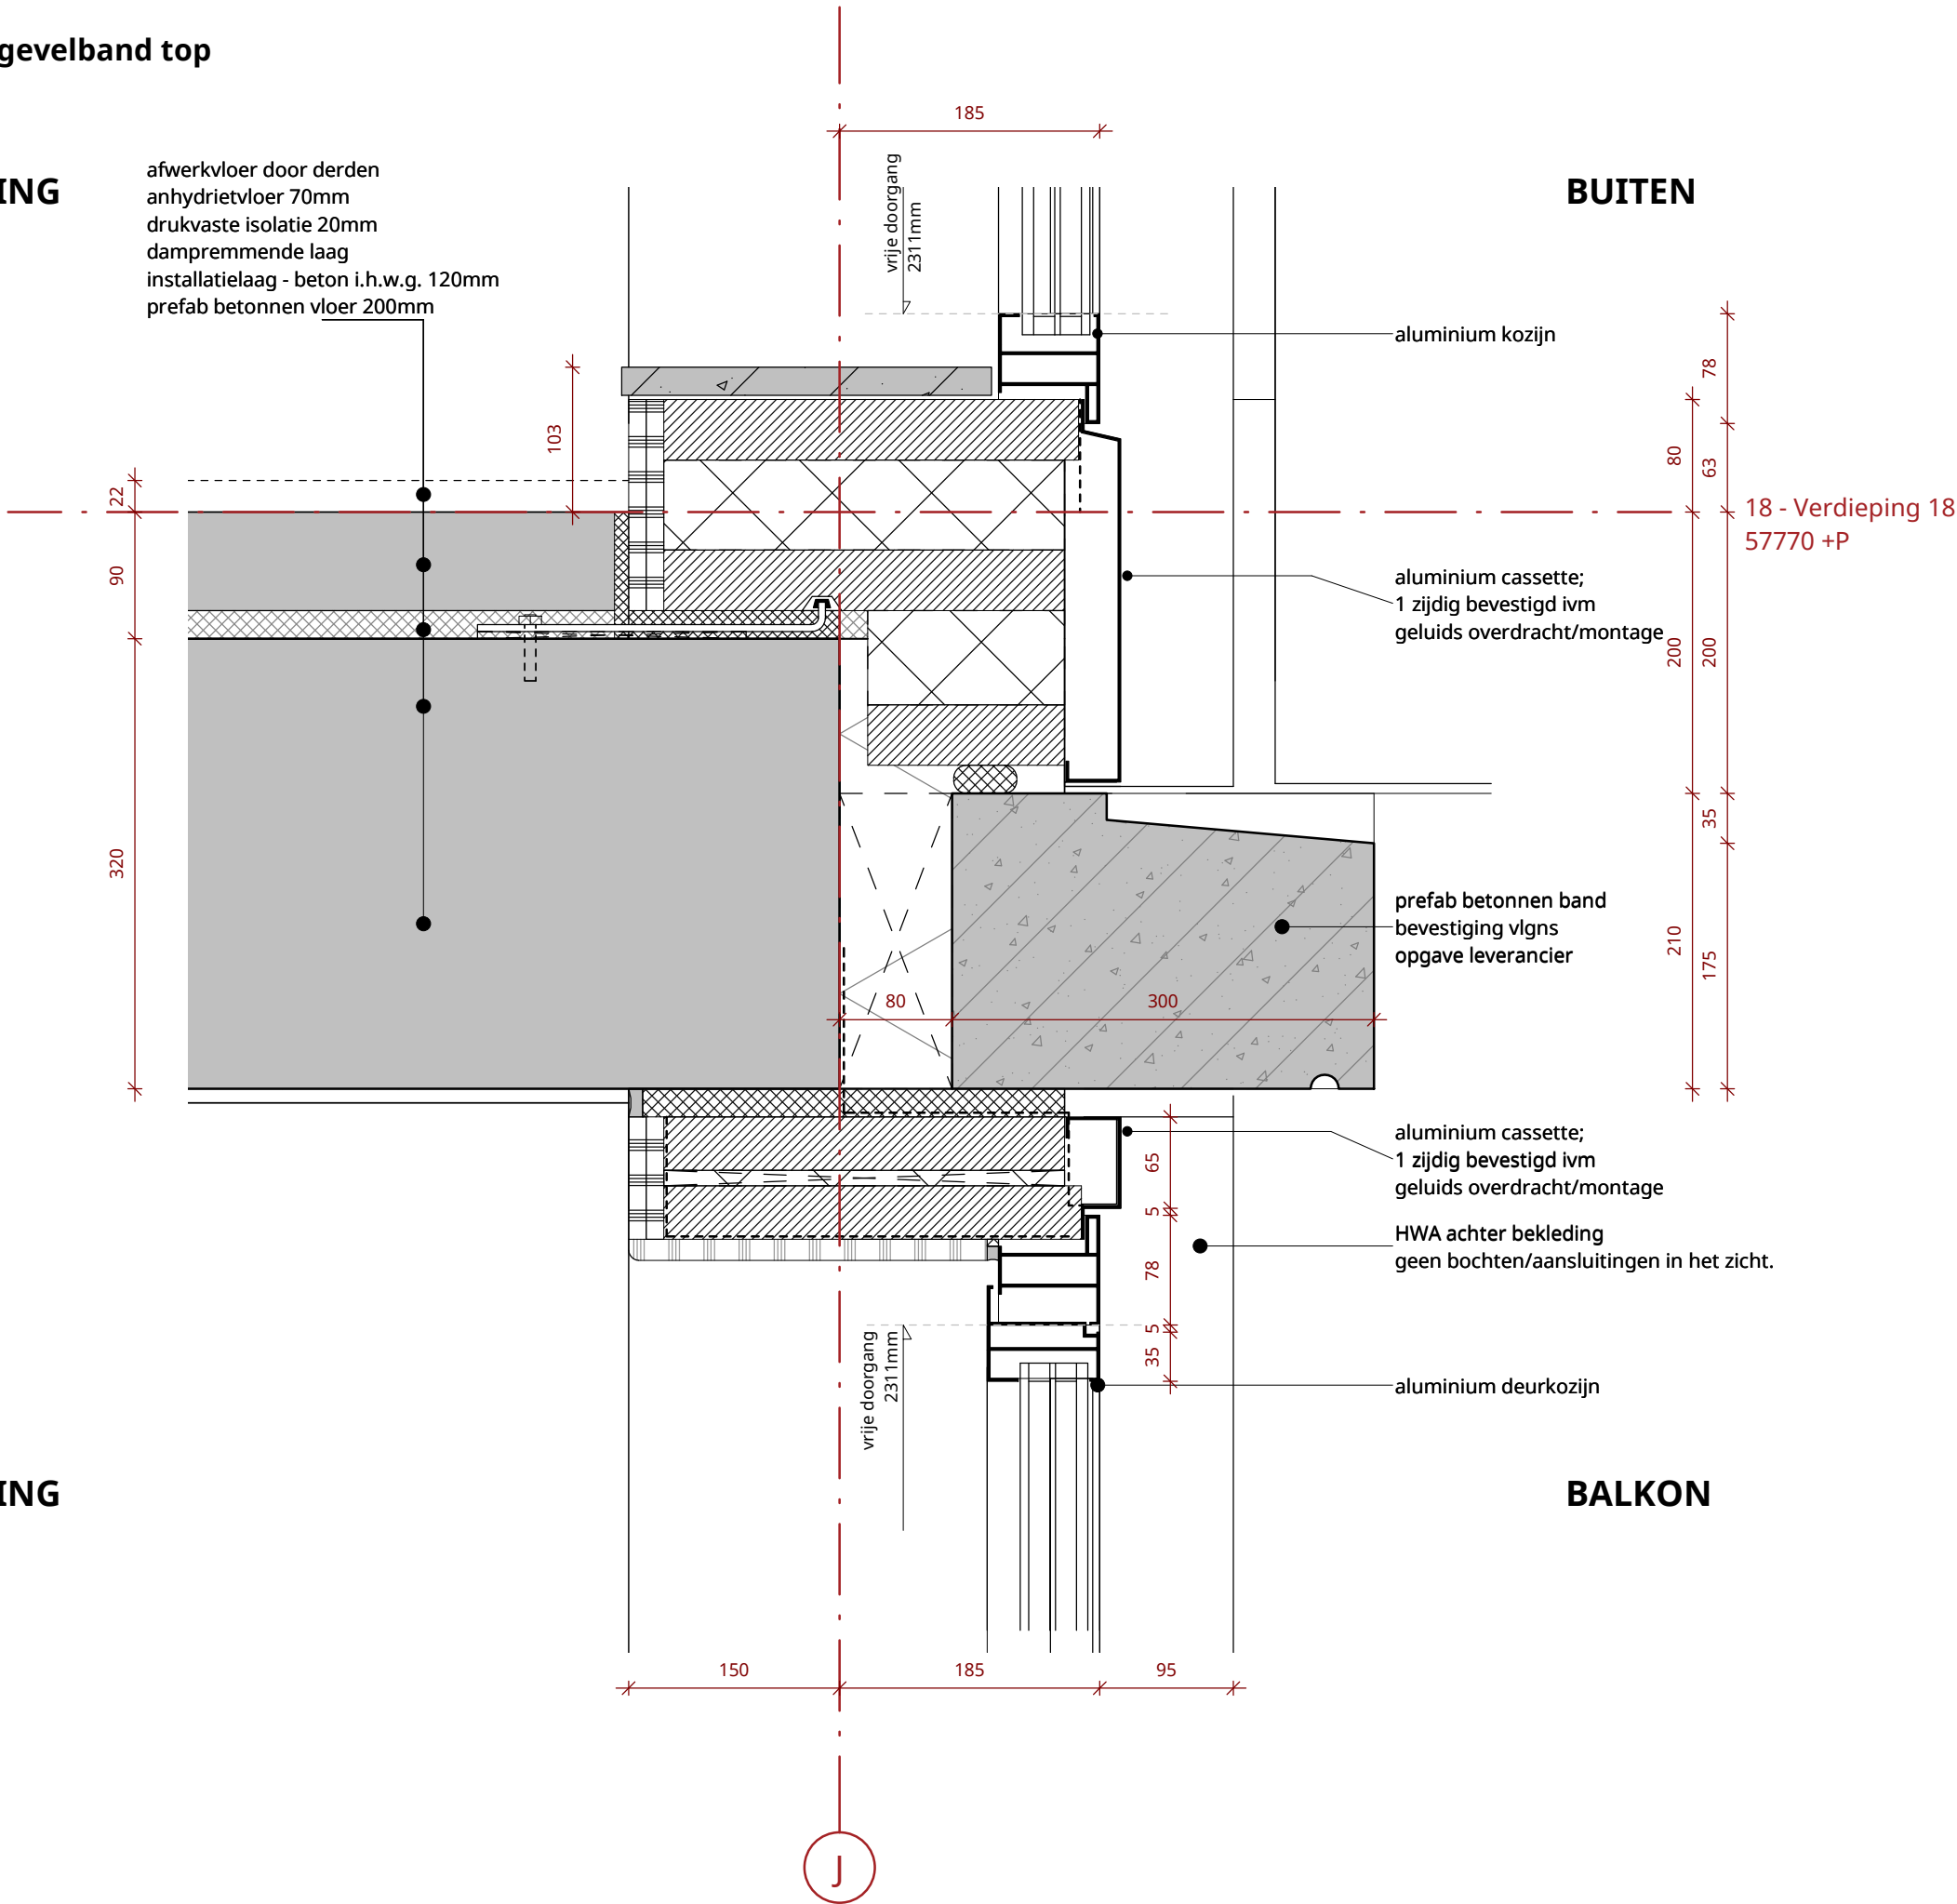 gevelband top
185
ING
afwerkvloer door derden
anhydrietvloer 70mm
drukvaste isolatie 20mm
dampremmende laag
installatielaag - beton i.h.w.g. 120mm
prefab betonnen vloer 200mm
vrije doorgang
2311mm
BUITEN
aluminium kozijn
78
103
80
63
22
18 - Verdieping 18
57770 +P
90
aluminium cassette;
1 zijdig bevestigd ivm
geluids overdracht/montage
200
200
35
320
prefab betonnen band
bevestiging vlgns
opgave leverancier
210
175
80
300
aluminium cassette;
1 zijdig bevestigd ivm
geluids overdracht/montage
65
5
HWA achter bekleding
geen bochten/aansluitingen in het zicht.
78
5
35
vrije doorgang
2311mm
aluminium deurkozijn
ING
BALKON
150
185
95
J